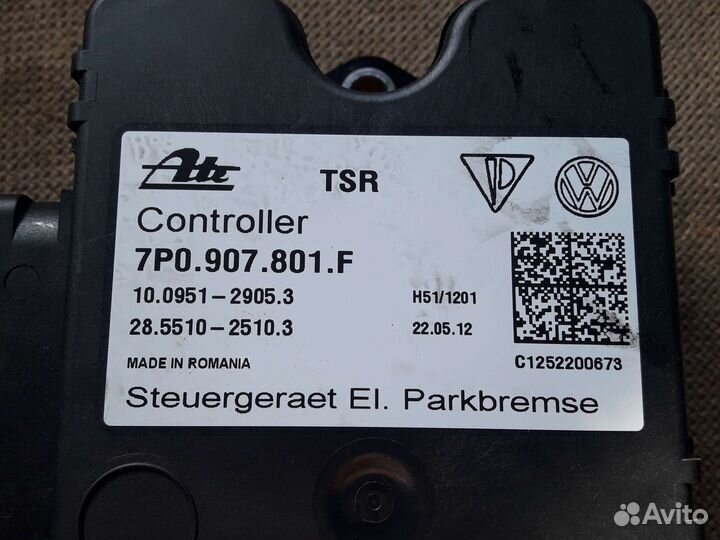 Ate TSR
Controller
7P0.907.801.F
10.0951-2905.3 H51/1201
28.5510-2510.3 22.05.12
MADE IN ROMANIA C1252200673
Steuergeraet El. Parkbremse
Avito